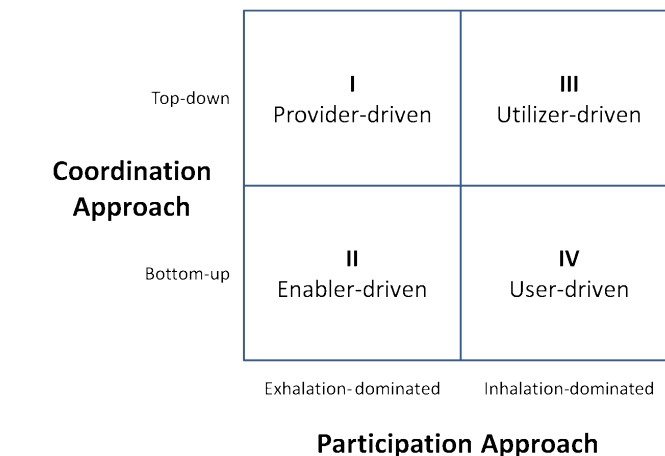 I
Provider-driven
III
Utilizer-driven
Top-down
Coordination
Approach
II
Enabler-driven
IV
User-driven
Bottom-up
Exhalation-dominated
Inhalation-dominated
Participation Approach